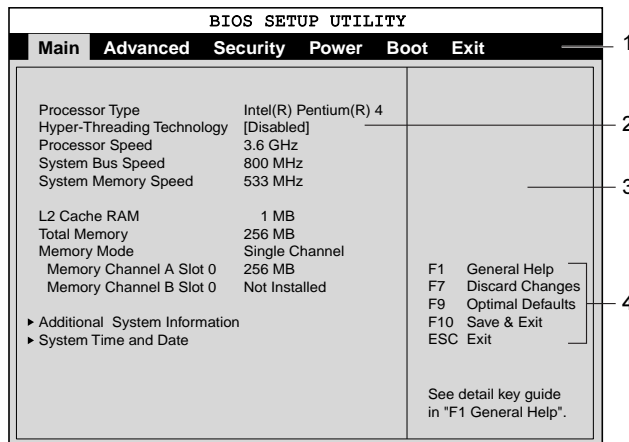 BIOS SETUP UTILITY
Main Advanced Security Power Boot Exit
1
Processor Type Intel(R) Pentium(R) 4
Hyper-Threading Technology [Disabled]
2
Processor Speed 3.6 GHz
System Bus Speed 800 MHz
System Memory Speed 533 MHz
3
L2 Cache RAM 1 MB
Total Memory 256 MB
Memory Mode Single Channel
Memory Channel A Slot 0 256 MB
Memory Channel B Slot 0 Not Installed
▸ Additional System Information
▸ System Time and Date
F1 General Help
F7 Discard Changes
F9 Optimal Defaults
F10 Save & Exit
ESC Exit
4
See detail key guide
in "F1 General Help".